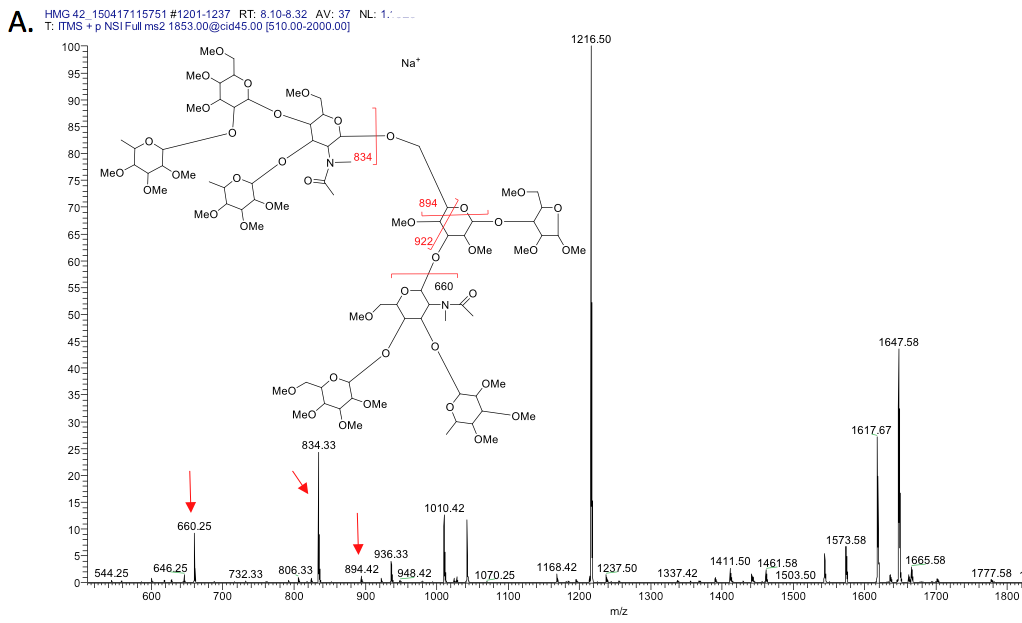 A.
HMG 42_150417115751 #1201-1237 RT: 8.10-8.32 AV: 37 NL:
T: ITMS + p NSI Full ms2 1853.00@cid45.00 [510.00-2000.00]
1216.50
100
95
90
85
80
75
70
65
60
55
50
45
40
35
30
25
20
15
10
5
0
Na+
MeO
MeO
MeO
O
O
O
MeO
O
O
N
O
834
O
MeO
MeO
OMe
O
O
MeO
OMe
OMe
894
922
MeO
O
O
OMe
O
MeO
O
MeO
OMe
660
O
N
O
MeO
O
O
MeO
O
MeO
OMe
OMe
O
OMe
OMe
OMe
1647.58
1617.67
834.33
660.25
1010.42
936.33
1573.58
544.25
646.25
732.33
806.33
894.42
948.42
1070.25
1168.42
1237.50
1337.42
1411.50
1461.58
1503.50
1665.58
1777.58
600
700
800
900
1000
1100
1200
1300
1400
1500
1600
1700
1800
m/z